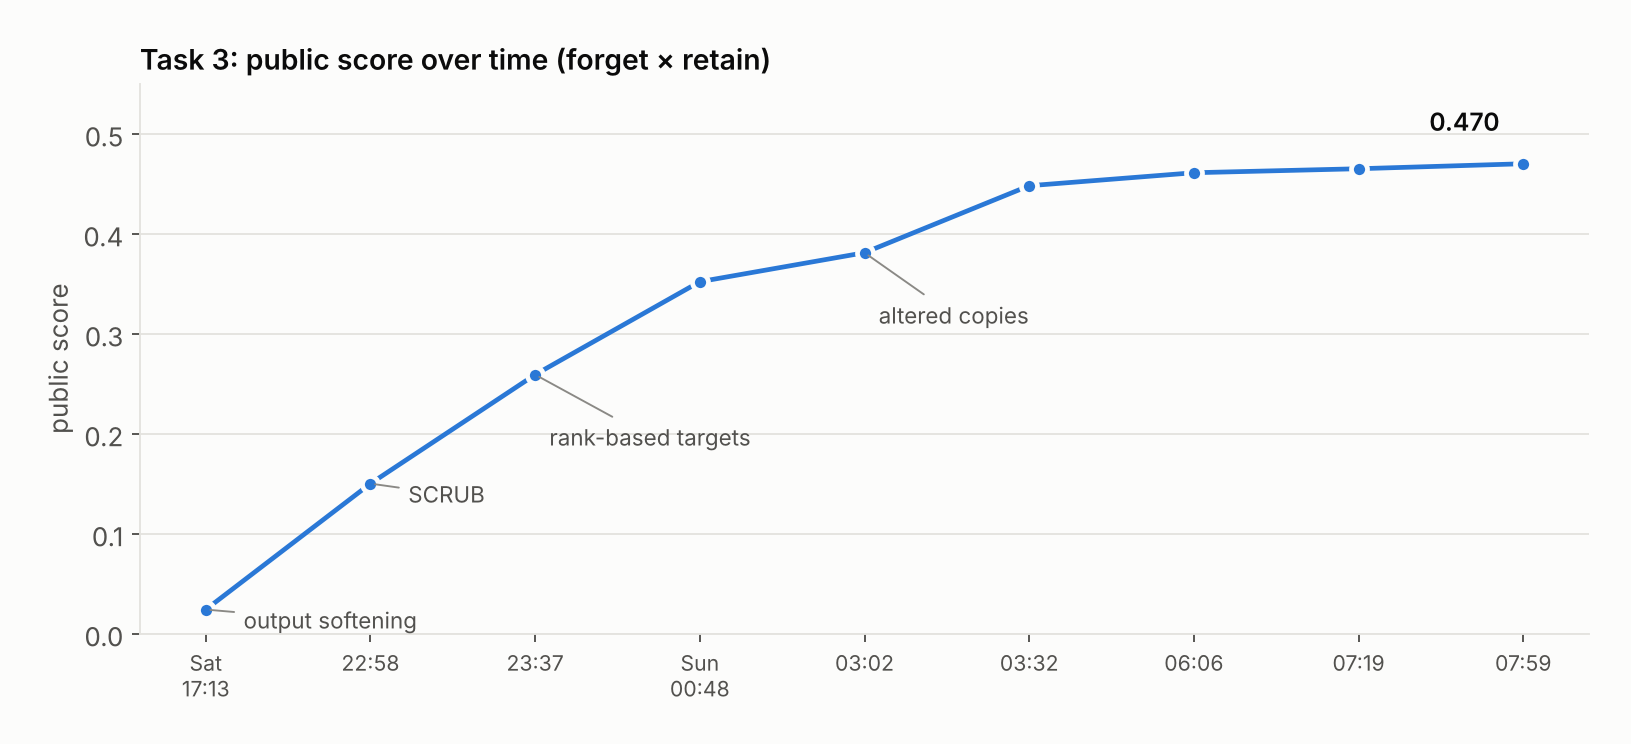 Task 3: public score over time (forget × retain)
0.470
0.5
0.4
0.3
0.2
0.1
0.0
public score
altered copies
rank-based targets
SCRUB
output softening
Sat
17:13
22:58
23:37
Sun
00:48
03:02
03:32
06:06
07:19
07:59